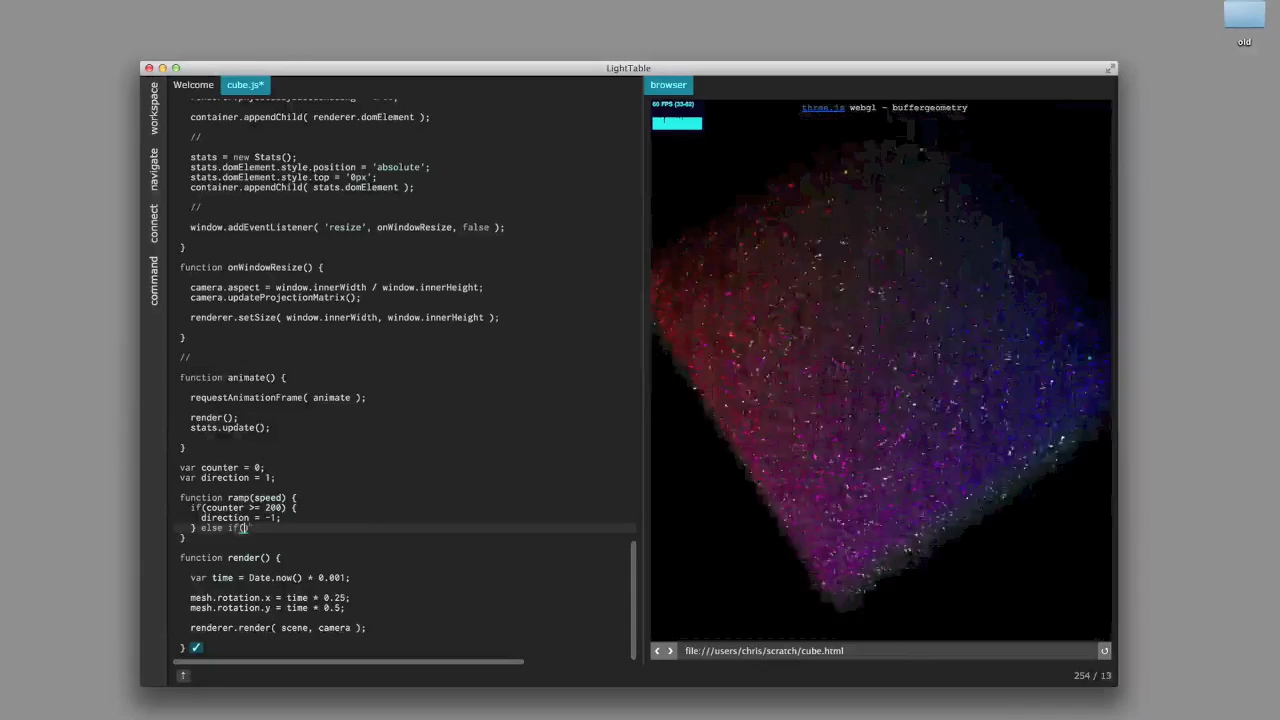 old
LightTable
workspace
navigate
connect
command
Welcome
cube.js*
container.appendChild( renderer.domElement );
//
stats = new Stats();
stats.domElement.style.position = 'absolute';
stats.domElement.style.top = '0px';
container.appendChild( stats.domElement );
//
window.addEventListener( 'resize', onWindowResize, false );
}
function onWindowResize() {
camera.aspect = window.innerWidth / window.innerHeight;
camera.updateProjectionMatrix();
renderer.setSize( window.innerWidth, window.innerHeight );
}
//
function animate() {
requestAnimationFrame( animate );
render();
stats.update();
}
var counter = 0;
var direction = 1;
function ramp(speed) {
if(counter >= 200) {
direction = -1;
} else if()
}
function render() {
var time = Date.now() * 0.001;
mesh.rotation.x = time * 0.25;
mesh.rotation.y = time * 0.5;
renderer.render( scene, camera );
}
browser
60 FPS (33-62)
three.js webgl - buffergeometry
file:///users/chris/scratch/cube.html
254 / 13